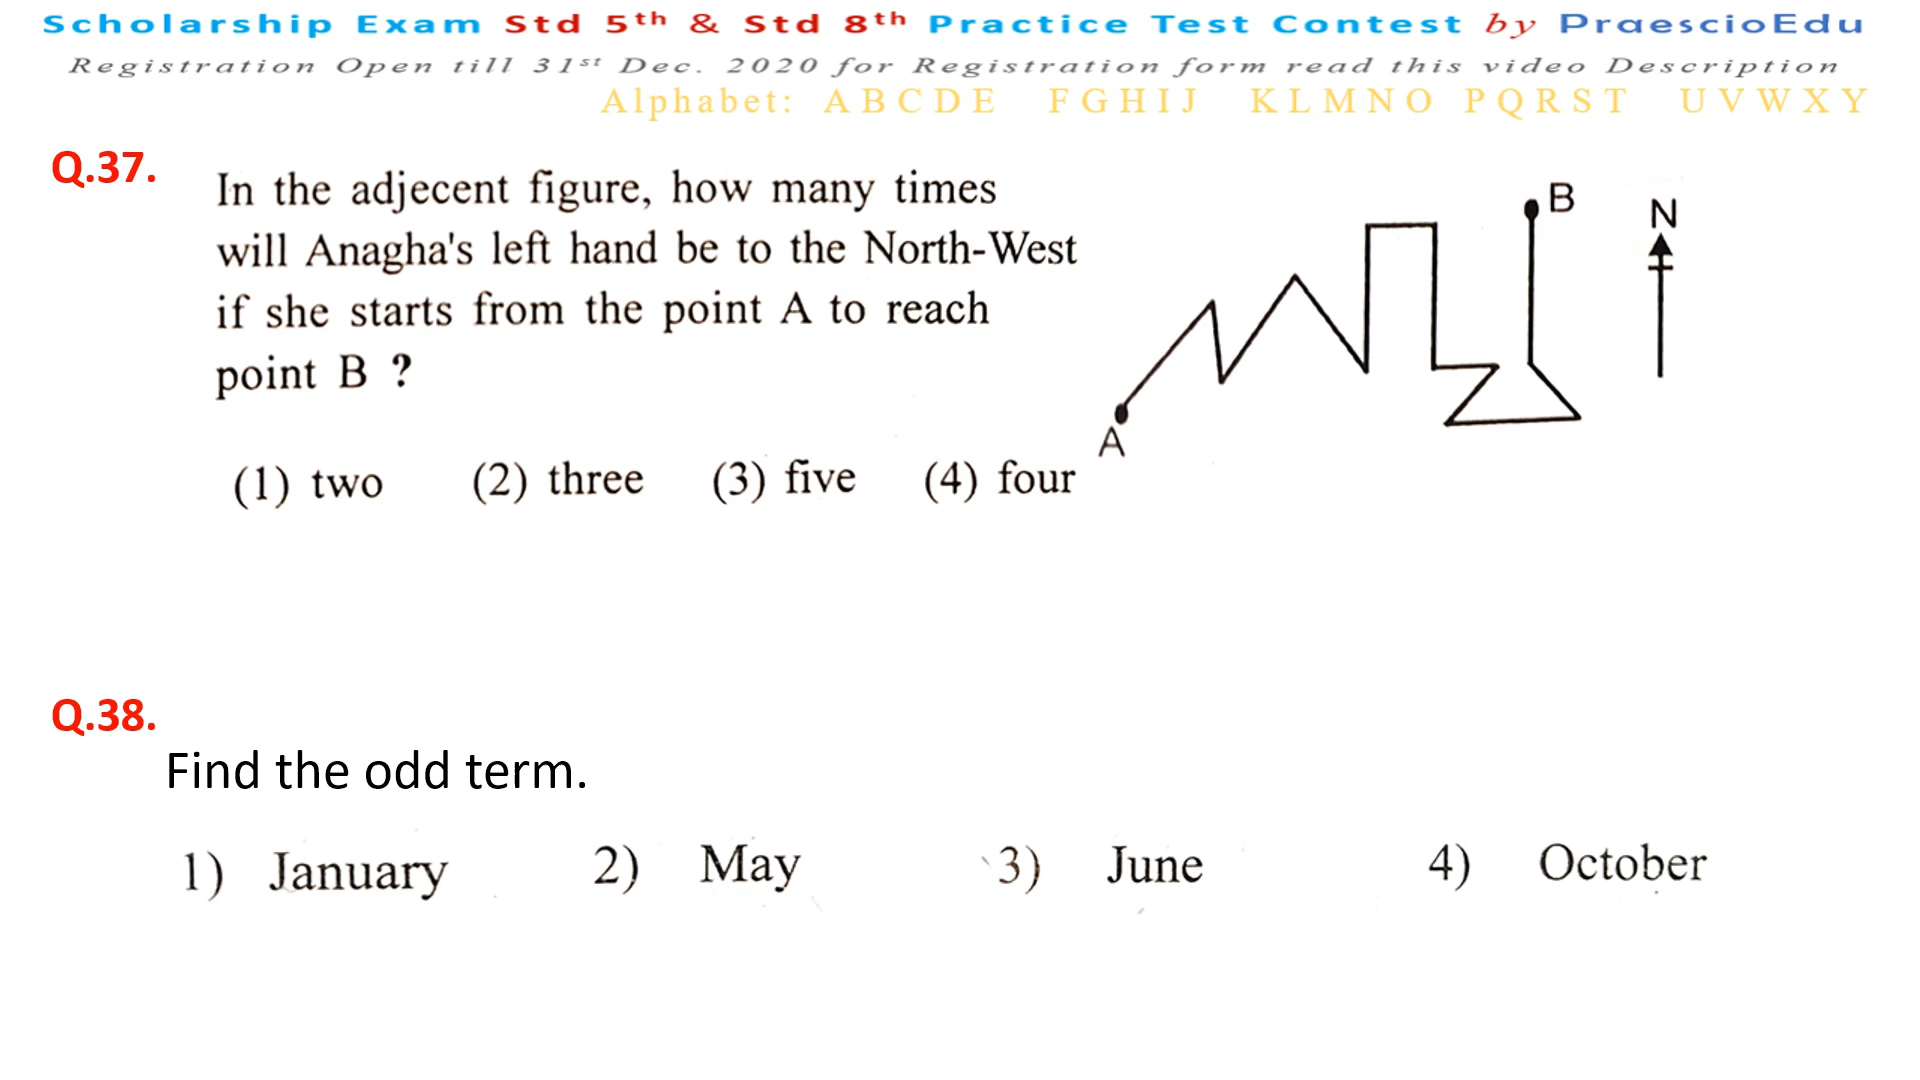 Scholarship Exam Std 5th & Std 8th Practice Test Contest by PraescioEdu
Registration Open till 31st Dec. 2020 for Registration form read this video Description
Alphabet: A B C D E F G H I J K L M N O P Q R S T U V W X Y
Q.37.
In the adjecent figure, how many times
will Anagha's left hand be to the North-West
if she starts from the point A to reach
point B ?
(1) two (2) three (3) five (4) four
A
B
N
Q.38.
Find the odd term.
1) January 2) May 3) June 4) October